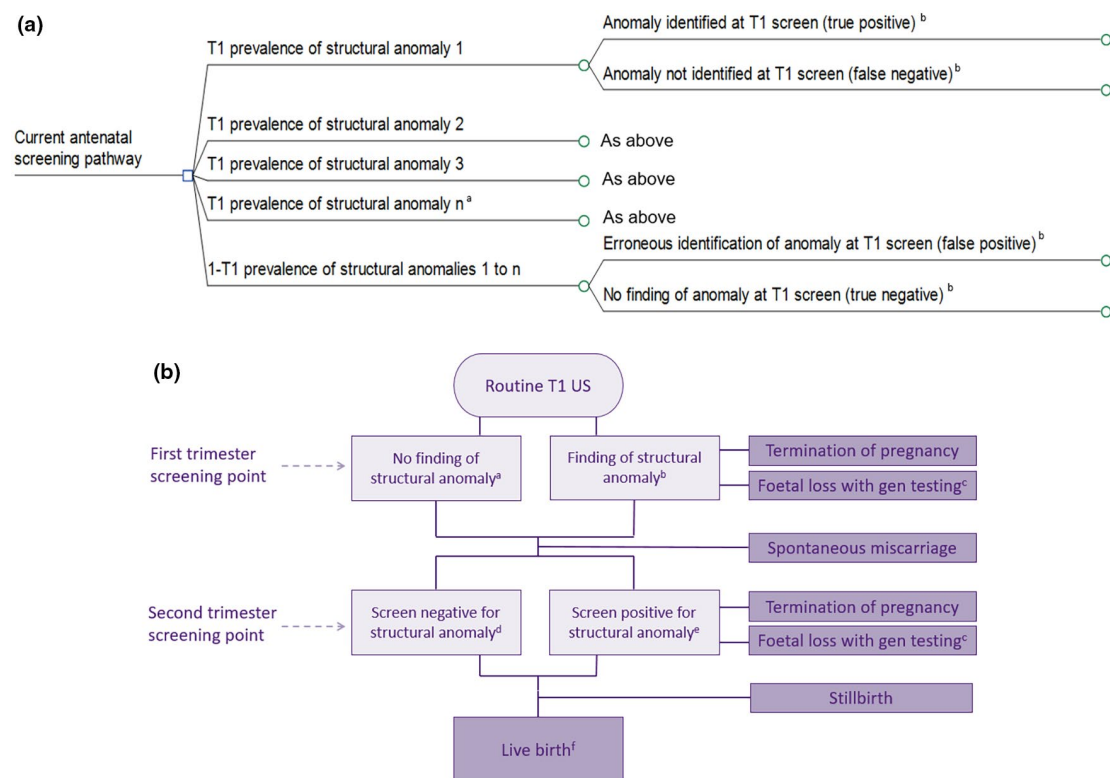 (a)
Current antenatal
screening pathway
T1 prevalence of structural anomaly 1
Anomaly identified at T1 screen (true positive) b
Anomaly not identified at T1 screen (false negative) b
T1 prevalence of structural anomaly 2
As above
T1 prevalence of structural anomaly 3
As above
T1 prevalence of structural anomaly n a
As above
1-T1 prevalence of structural anomalies 1 to n
Erroneous identification of anomaly at T1 screen (false positive) b
No finding of anomaly at T1 screen (true negative) b
(b)
Routine T1 US
First trimester
screening point
No finding of
structural anomaly a
Finding of structural
anomaly b
Termination of pregnancy
Foetal loss with gen testing c
Spontaneous miscarriage
Second trimester
screening point
Screen negative for
structural anomaly d
Screen positive for
structural anomaly e
Termination of pregnancy
Foetal loss with gen testing c
Stillbirth
Live birth f